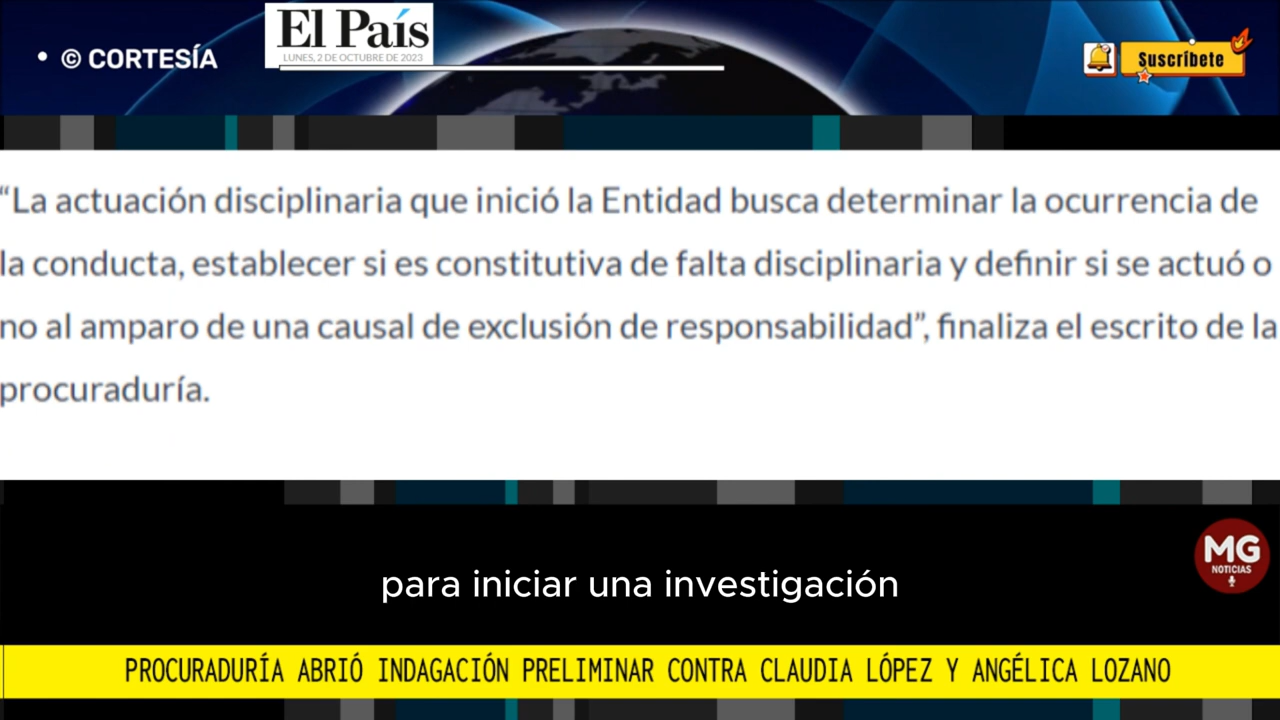 • © CORTESÍA
El País
LUNES, 2 DE OCTUBRE DE 2023
Suscríbete
“La actuación disciplinaria que inició la Entidad busca determinar la ocurrencia de
la conducta, establecer si es constitutiva de falta disciplinaria y definir si se actuó o
no al amparo de una causal de exclusión de responsabilidad”, finaliza el escrito de la
procuraduría.
MG
NOTICIAS
para iniciar una investigación
PROCURADURÍA ABRIÓ INDAGACIÓN PRELIMINAR CONTRA CLAUDIA LÓPEZ Y ANGÉLICA LOZANO